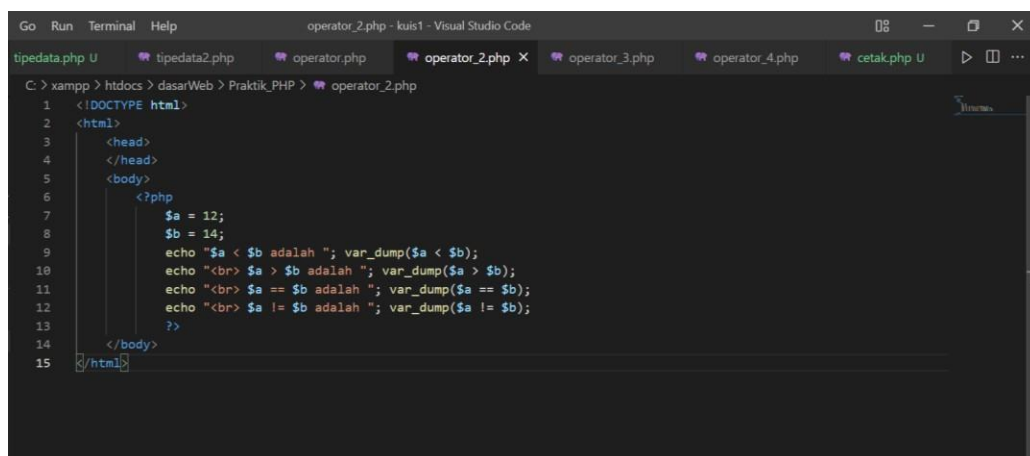 Go Run Terminal Help operator_2.php - kuis1 - Visual Studio Code
tipedata.php U tipedata2.php operator.php operator_2.php operator_3.php operator_4.php cetak.php U
C: > xampp > htdocs > dasarWeb > Praktik_PHP > operator_2.php
1 <!DOCTYPE html>
2 <html>
3 <head>
4 </head>
5 <body>
6 <?php
7 $a = 12;
8 $b = 14;
9 echo "$a < $b adalah "; var_dump($a < $b);
10 echo "<br> $a > $b adalah "; var_dump($a > $b);
11 echo "<br> $a == $b adalah "; var_dump($a == $b);
12 echo "<br> $a != $b adalah "; var_dump($a != $b);
13 ?>
14 </body>
15 </html>